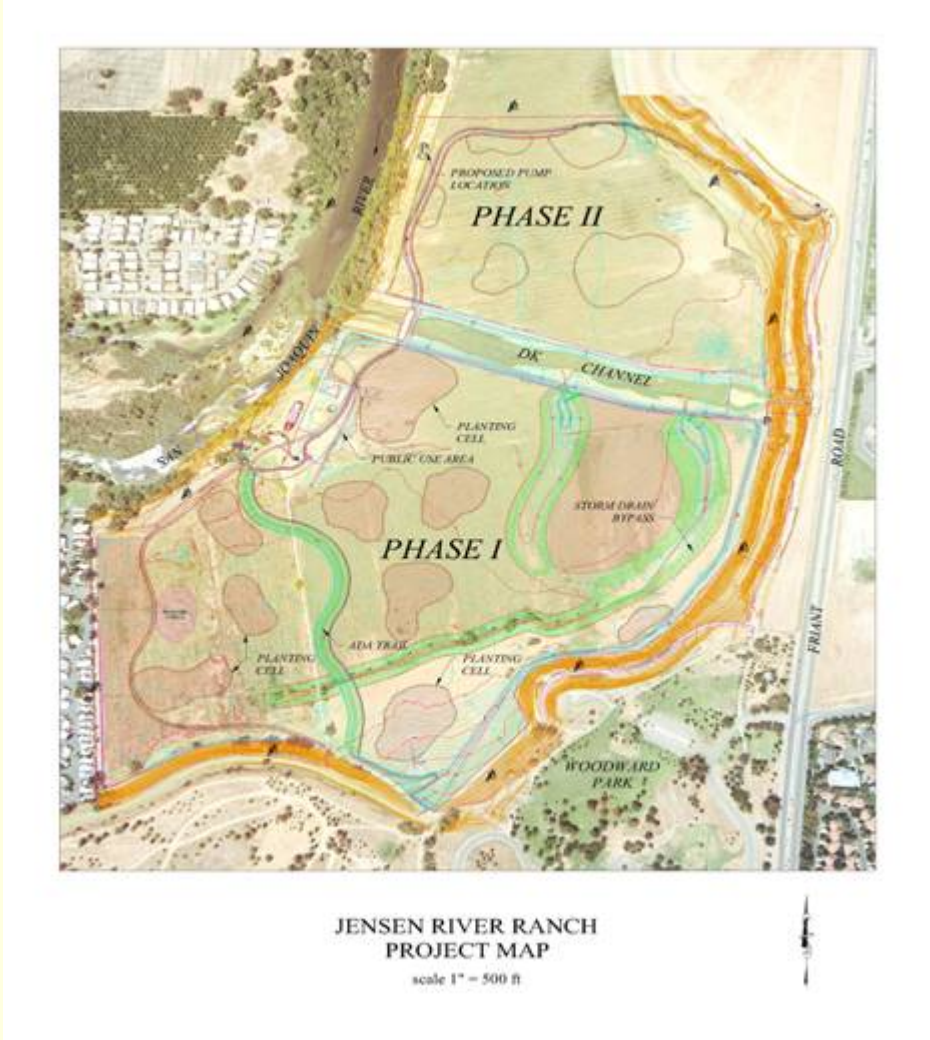 PROPOSED PUMP
LOCATION
PHASE II
RIVER
JOAQUIN
SAN
DK
CHANNEL
PLANTING
CELL
PUBLIC USE AREA
STORM DRAIN
BYPASS
PHASE I
ROAD
FRIANT
ADA TRAIL
PLANTING
CELL
PLANTING
CELL
WOODWARD
PARK
JENSEN RIVER RANCH
PROJECT MAP
scale 1" = 500 ft